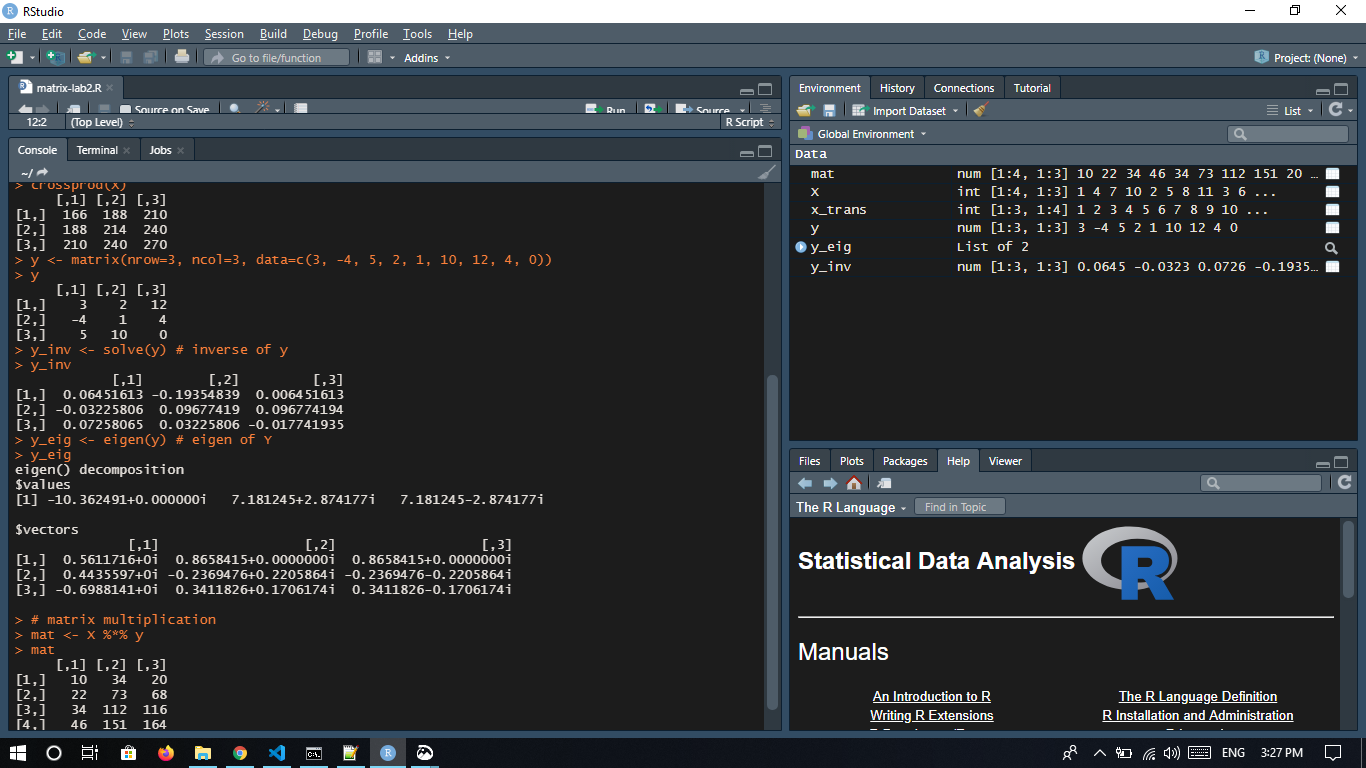 RStudio
File Edit Code View Plots Session Build Debug Profile Tools Help
Go to file/function Addins Project: (None)
matrix-lab2.R
Source on Save Run Source
12:2 (Top Level) R Script
Console Terminal Jobs
~/
> crossprod(X)
[,1] [,2] [,3]
[1,] 166 188 210
[2,] 188 214 240
[3,] 210 240 270
> y <- matrix(nrow=3, ncol=3, data=c(3, -4, 5, 2, 1, 10, 12, 4, 0))
> y
[,1] [,2] [,3]
[1,] 3 2 12
[2,] -4 1 4
[3,] 5 10 0
> y_inv <- solve(y) # inverse of y
> y_inv
[,1] [,2] [,3]
[1,] 0.06451613 -0.19354839 0.006451613
[2,] -0.03225806 0.09677419 0.096774194
[3,] 0.07258065 0.03225806 -0.017741935
> y_eig <- eigen(y) # eigen of Y
> y_eig
eigen() decomposition
$values
[1] -10.362491+0.000000i 7.181245+2.874177i 7.181245-2.874177i
$vectors
[,1] [,2] [,3]
[1,] 0.5611716+0i 0.8658415+0.0000000i 0.8658415+0.0000000i
[2,] 0.4435597+0i -0.2369476+0.2205864i -0.2369476-0.2205864i
[3,] -0.6988141+0i 0.3411826+0.1706174i 0.3411826-0.1706174i
> # matrix multiplication
> mat <- X %*% y
> mat
[,1] [,2] [,3]
[1,] 10 34 20
[2,] 22 73 68
[3,] 34 112 116
[4,] 46 151 164
Environment History Connections Tutorial
Import Dataset List
Global Environment
Data
mat num [1:4, 1:3] 10 22 34 46 34 73 112 151 20 …
X int [1:4, 1:3] 1 4 7 10 2 5 8 11 3 6 ...
x_trans int [1:3, 1:4] 1 2 3 4 5 6 7 8 9 10 ...
y num [1:3, 1:3] 3 -4 5 2 1 10 12 4 0
y_eig List of 2
y_inv num [1:3, 1:3] 0.0645 -0.0323 0.0726 -0.1935…
Files Plots Packages Help Viewer
The R Language Find in Topic
Statistical Data Analysis R
Manuals
An Introduction to R The R Language Definition
Writing R Extensions R Installation and Administration
ENG 3:27 PM